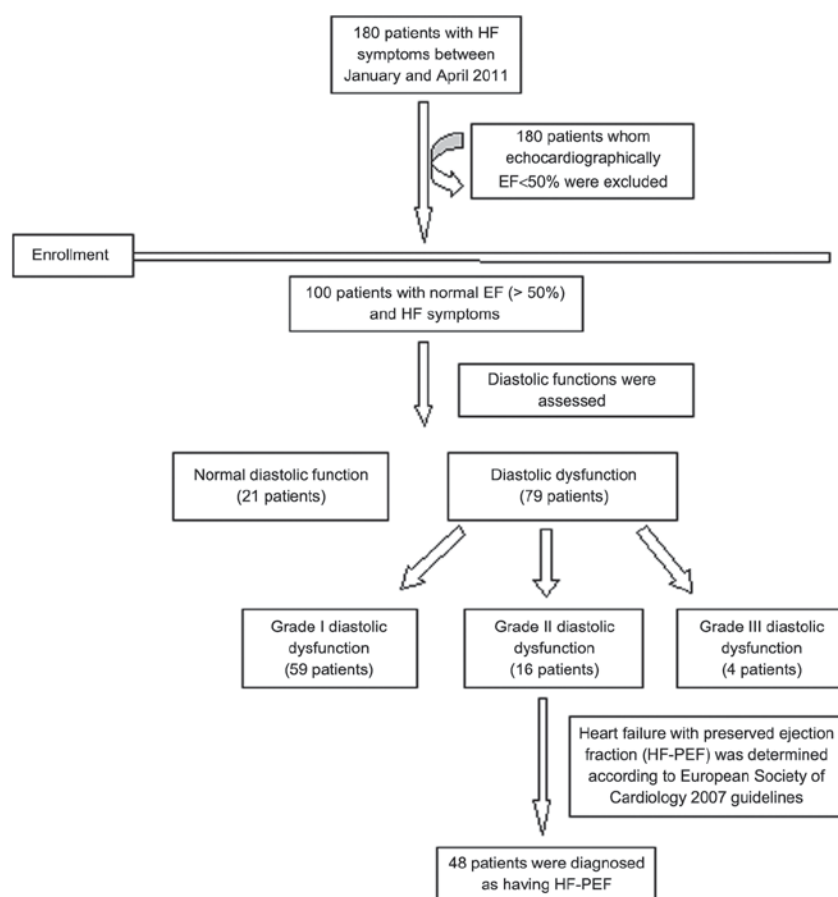 180 patients with HF
symptoms between
January and April 2011
180 patients whom
echocardiographically
EF<50% were excluded
Enrollment
100 patients with normal EF (> 50%)
and HF symptoms
Diastolic functions were
assessed
Normal diastolic function
(21 patients)
Diastolic dysfunction
(79 patients)
Grade I diastolic
dysfunction
(59 patients)
Grade II diastolic
dysfunction
(16 patients)
Grade III diastolic
dysfunction
(4 patients)
Heart failure with preserved ejection
fraction (HF-PEF) was determined
according to European Society of
Cardiology 2007 guidelines
48 patients were diagnosed
as having HF-PEF